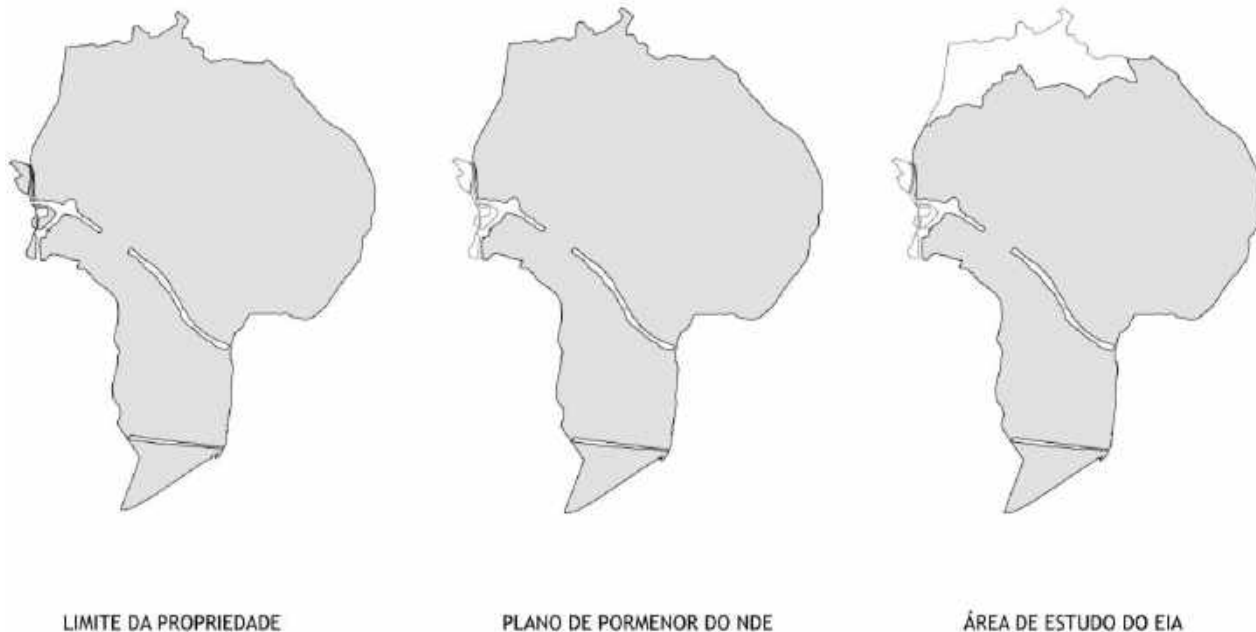 LIMITE DA PROPRIEDADE
PLANO DE PORMENOR DO NDE
ÁREA DE ESTUDO DO EIA